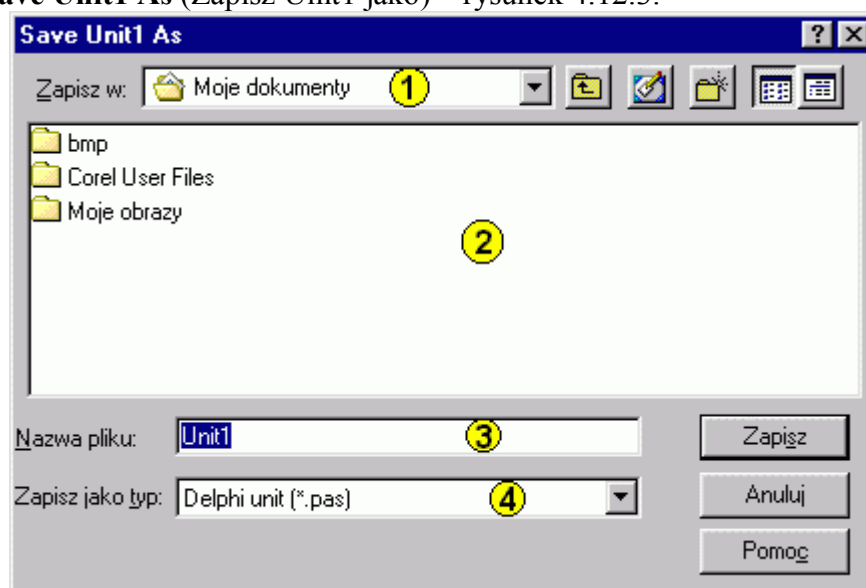 ave Unit1 As (Zapisz Unit1 jako) – rysunek 4.12.3.
Save Unit1 As
Zapisz w: Moje dokumenty 1
bmp
Corel User Files
Moje obrazy
2
Nazwa pliku: Unit1 3 Zapisz
Zapisz jako typ: Delphi unit (*.pas) 4 Anuluj
Pomoc